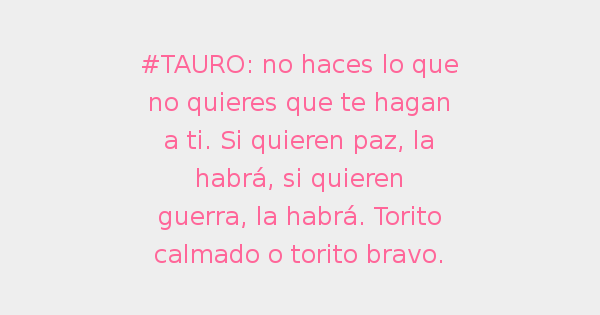 #TAURO: no haces lo que
no quieres que te hagan
a ti. Si quieren paz, la
habrá, si quieren
guerra, la habrá. Torito
calmado o torito bravo.